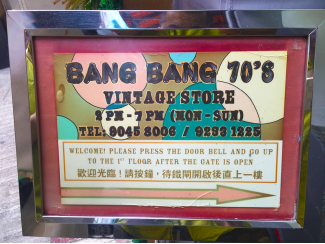 BANG BANG 70'S
VINTAGE STORE
2 PM - 7 PM (MON - SUN)
TEL: 9045 8006 / 9256 1225
WELCOME! PLEASE PRESS THE DOOR BELL AND GO UP
TO THE 1ST FLOOR AFTER THE GATE IS OPEN
歡迎光臨！請按鐘，待鐵閘開啟後直上一樓